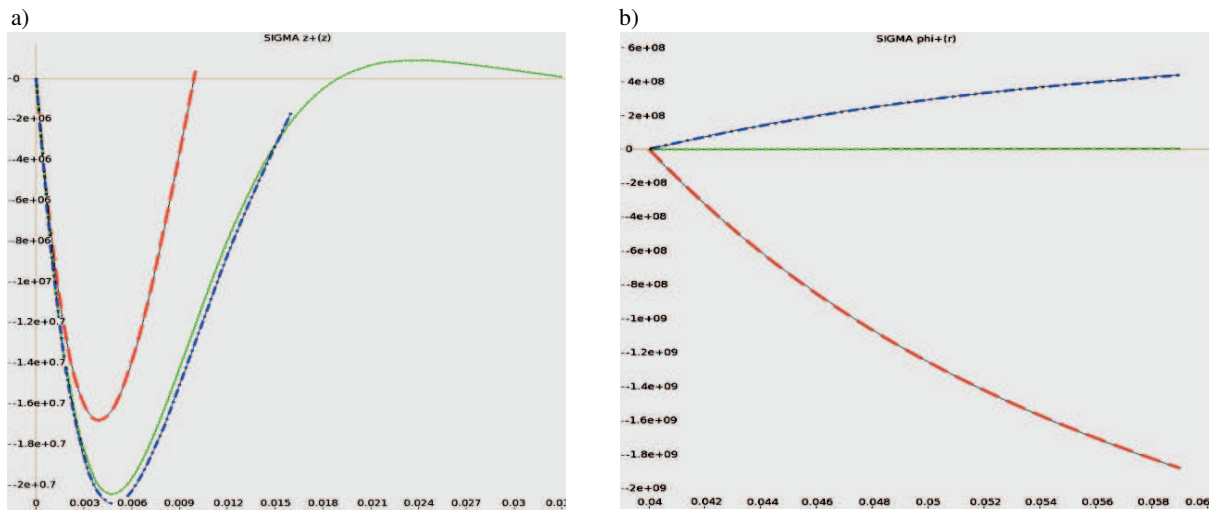 a)
SIGMA z+(z)
-0
--2e+06
--4e+06
--6e+06
--8e+06
--1e+07
--1.2e+0.7
--1.4e+0.7
--1.6e+0.7
--1.8e+0.7
--2e+0.7
0 0.003 0.006 0.009 0.012 0.015 0.018 0.021 0.024 0.027 0.03 0.03
b)
SIGMA phi+(r)
6e+08
-4e+08
-2e+08
-0
--2e+08
--4e+08
--6e+08
--8e+08
--1e+09
--1.2e+09
--1.4e+09
--1.6e+09
--1.8e+09
--2e+09
0.04 0.042 0.044 0.046 0.048 0.05 0.052 0.054 0.056 0.058 0.06